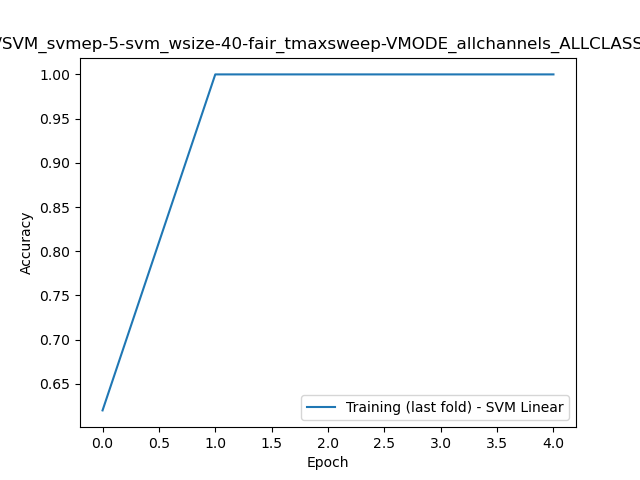 /SVM_svmep-5-svm_wsize-40-fair_tmaxsweep-VMODE_allchannels_ALLCLASS
1.00
0.95
0.90
0.85
0.80
0.75
0.70
0.65
Accuracy
Training (last fold) - SVM Linear
0.0 0.5 1.0 1.5 2.0 2.5 3.0 3.5 4.0
Epoch